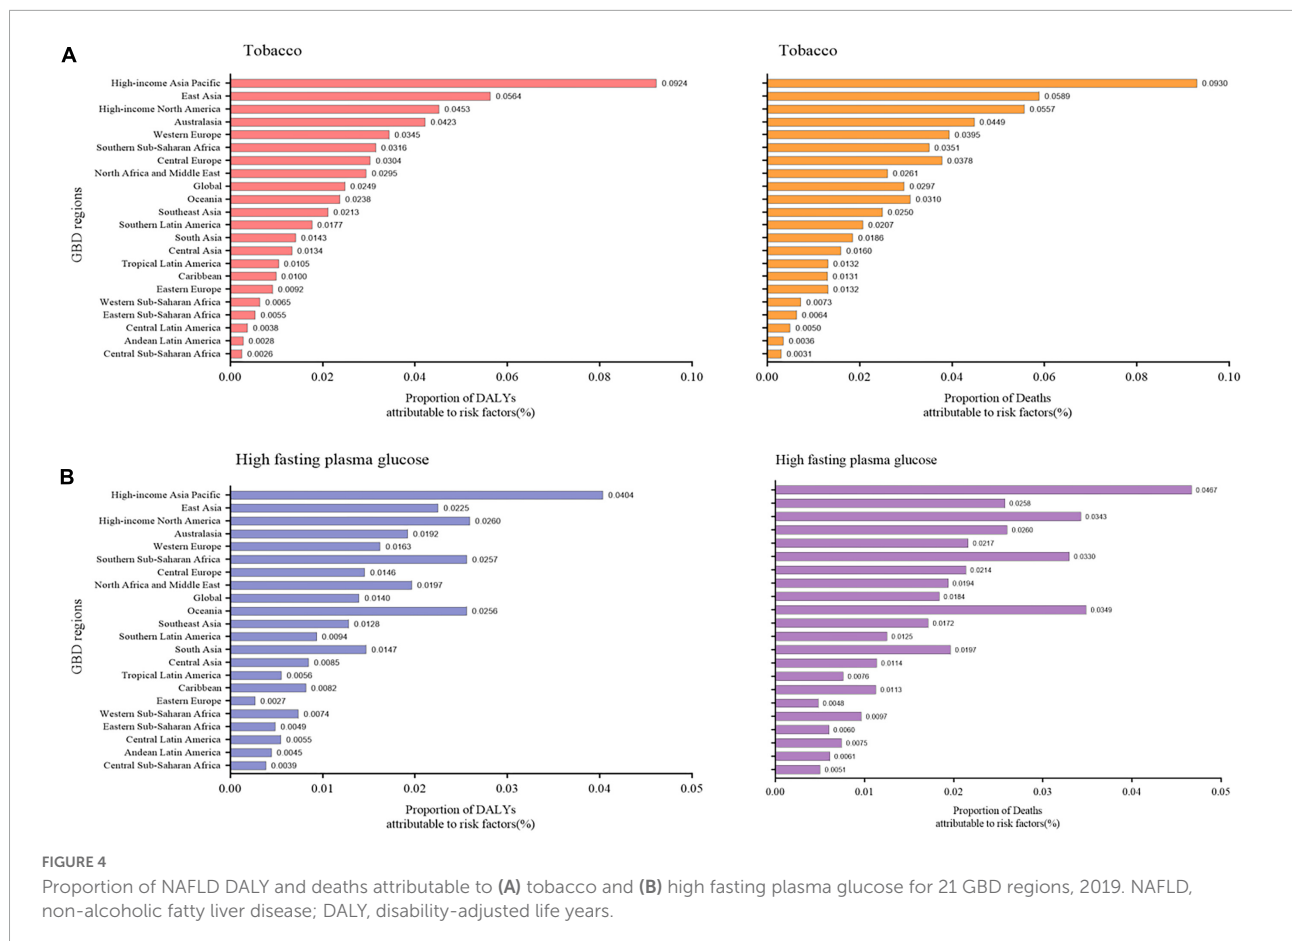 A
Tobacco
GBD regions
High-income Asia Pacific 0.0924
East Asia 0.0564
High-income North America 0.0453
Australasia 0.0423
Western Europe 0.0345
Southern Sub-Saharan Africa 0.0316
Central Europe 0.0304
North Africa and Middle East 0.0295
Global 0.0249
Oceania 0.0238
Southeast Asia 0.0213
Southern Latin America 0.0177
South Asia 0.0143
Central Asia 0.0134
Tropical Latin America 0.0105
Caribbean 0.0100
Eastern Europe 0.0092
Western Sub-Saharan Africa 0.0065
Eastern Sub-Saharan Africa 0.0055
Central Latin America 0.0038
Andean Latin America 0.0028
Central Sub-Saharan Africa 0.0026
0.00 0.02 0.04 0.06 0.08 0.10
Proportion of DALYs
attributable to risk factors(%)
Tobacco
0.0930
0.0589
0.0557
0.0449
0.0395
0.0351
0.0378
0.0261
0.0297
0.0310
0.0250
0.0207
0.0186
0.0160
0.0132
0.0131
0.0132
0.0073
0.0064
0.0050
0.0036
0.0031
0.00 0.02 0.04 0.06 0.08 0.10
Proportion of Deaths
attributable to risk factors(%)
B
High fasting plasma glucose
GBD regions
High-income Asia Pacific 0.0404
East Asia 0.0225
High-income North America 0.0260
Australasia 0.0192
Western Europe 0.0163
Southern Sub-Saharan Africa 0.0257
Central Europe 0.0146
North Africa and Middle East 0.0197
Global 0.0140
Oceania 0.0256
Southeast Asia 0.0128
Southern Latin America 0.0094
South Asia 0.0147
Central Asia 0.0085
Tropical Latin America 0.0056
Caribbean 0.0082
Eastern Europe 0.0027
Western Sub-Saharan Africa 0.0074
Eastern Sub-Saharan Africa 0.0049
Central Latin America 0.0055
Andean Latin America 0.0045
Central Sub-Saharan Africa 0.0039
0.00 0.01 0.02 0.03 0.04 0.05
Proportion of DALYs
attributable to risk factors(%)
High fasting plasma glucose
0.0467
0.0258
0.0343
0.0260
0.0217
0.0330
0.0214
0.0194
0.0184
0.0349
0.0172
0.0125
0.0197
0.0114
0.0076
0.0113
0.0048
0.0097
0.0060
0.0075
0.0061
0.0051
0.00 0.01 0.02 0.03 0.04 0.05
Proportion of Deaths
attributable to risk factors(%)
FIGURE 4
Proportion of NAFLD DALY and deaths attributable to (A) tobacco and (B) high fasting plasma glucose for 21 GBD regions, 2019. NAFLD,
non-alcoholic fatty liver disease; DALY, disability-adjusted life years.